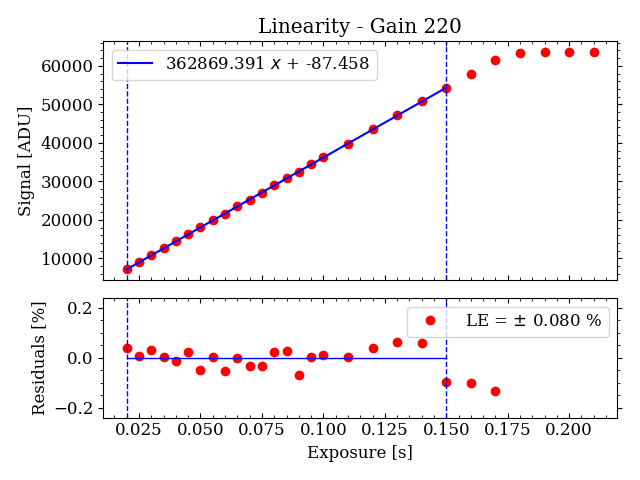 Linearity - Gain 220
362869.391 x + -87.458
Signal [ADU]
60000
50000
40000
30000
20000
10000
LE = ± 0.080 %
Residuals [%]
0.2
0.0
−0.2
0.025 0.050 0.075 0.100 0.125 0.150 0.175 0.200
Exposure [s]